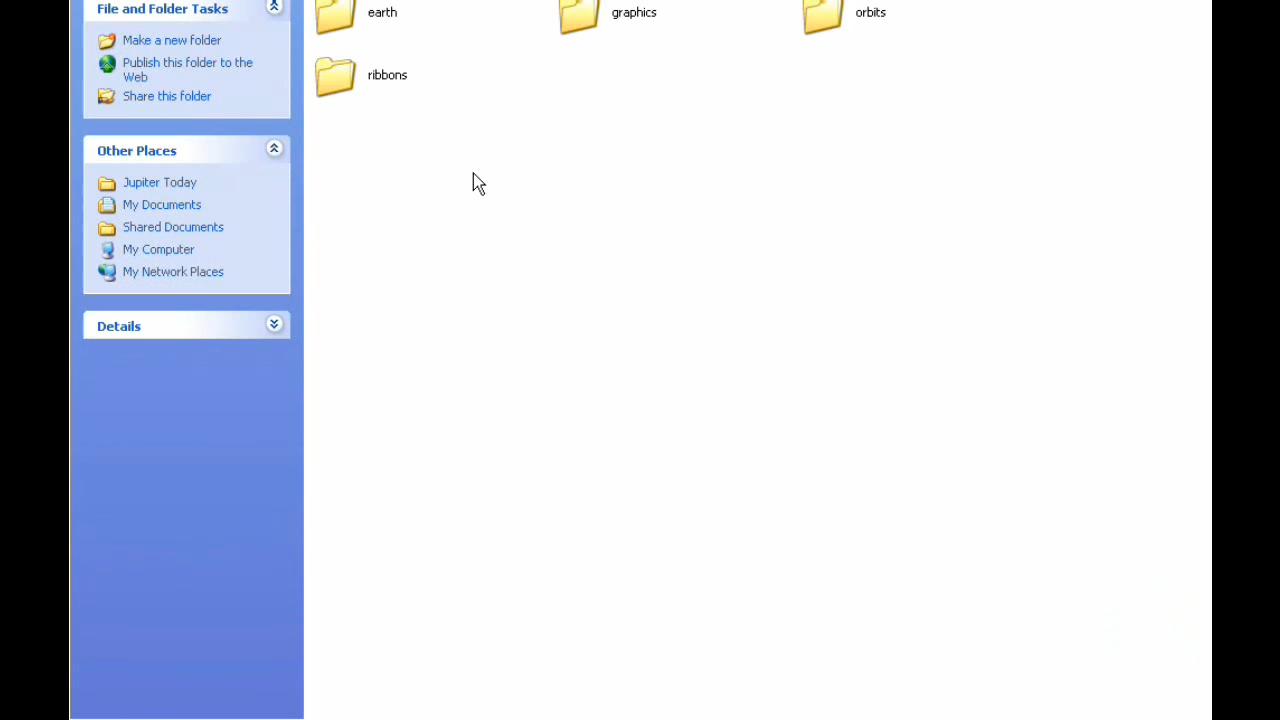 File and Folder Tasks
Make a new folder
Publish this folder to the
Web
Share this folder
Other Places
Jupiter Today
My Documents
Shared Documents
My Computer
My Network Places
Details
earth
graphics
orbits
ribbons